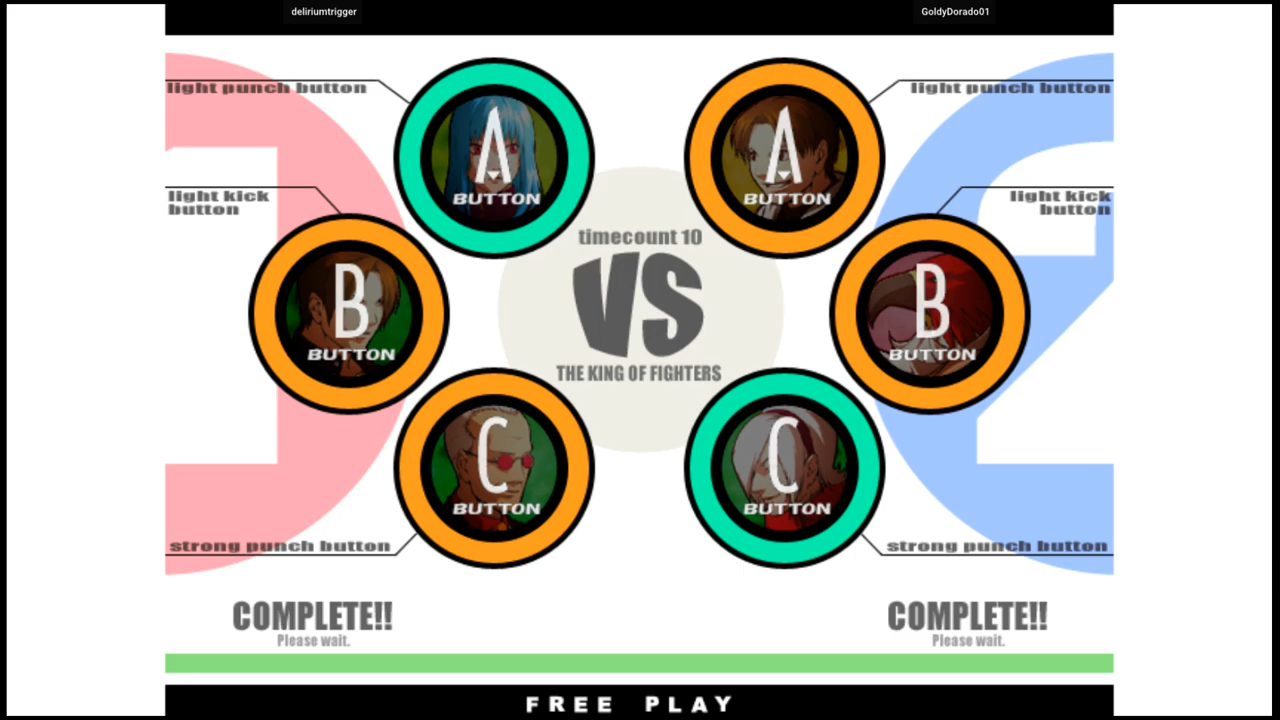 deliriumtrigger
GoldyDorado01
light punch button
light punch button
A
BUTTON
A
BUTTON
light kick
button
light kick
button
timecount 10
VS
THE KING OF FIGHTERS
B
BUTTON
B
BUTTON
C
BUTTON
C
BUTTON
strong punch button
strong punch button
COMPLETE!!
Please wait.
COMPLETE!!
Please wait.
FREE PLAY